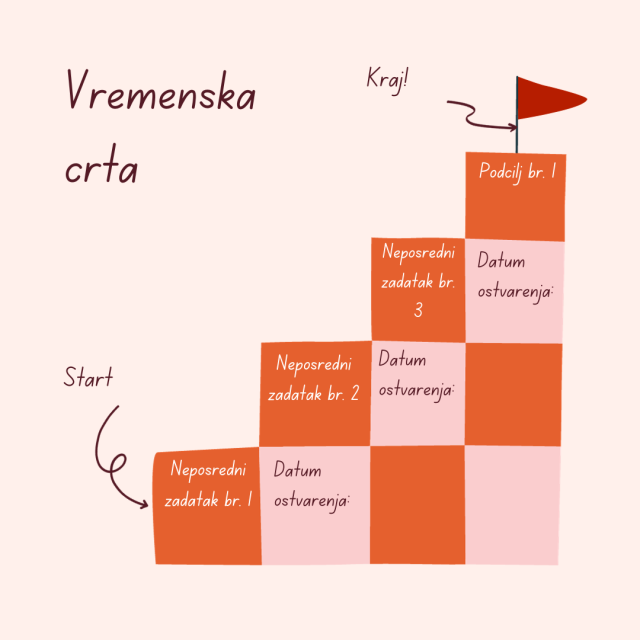 Vremenska
crta
Kraj!
Podcilj br. 1
Neposredni
zadatak br.
3
Datum
ostvarenja:
Neposredni
zadatak br. 2
Datum
ostvarenja:
Start
Neposredni
zadatak br. 1
Datum
ostvarenja: